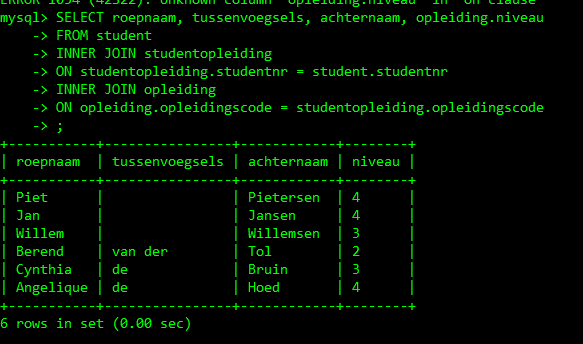 ERROR 1054 (42S22): Unknown column 'opleiding.niveau' in 'on clause'
mysql> SELECT roepnaam, tussenvoegsels, achternaam, opleiding.niveau
    -> FROM student
    -> INNER JOIN studentopleiding
    -> ON studentopleiding.studentnr = student.studentnr
    -> INNER JOIN opleiding
    -> ON opleiding.opleidingscode = studentopleiding.opleidingscode
    -> ;
+-----------+----------------+------------+--------+
| roepnaam  | tussenvoegsels | achternaam | niveau |
+-----------+----------------+------------+--------+
| Piet      |                | Pietersen  | 4      |
| Jan       |                | Jansen     | 4      |
| Willem    |                | Willemsen  | 3      |
| Berend    | van der        | Tol        | 2      |
| Cynthia   | de             | Bruin      | 3      |
| Angelique | de             | Hoed       | 4      |
+-----------+----------------+------------+--------+
6 rows in set (0.00 sec)